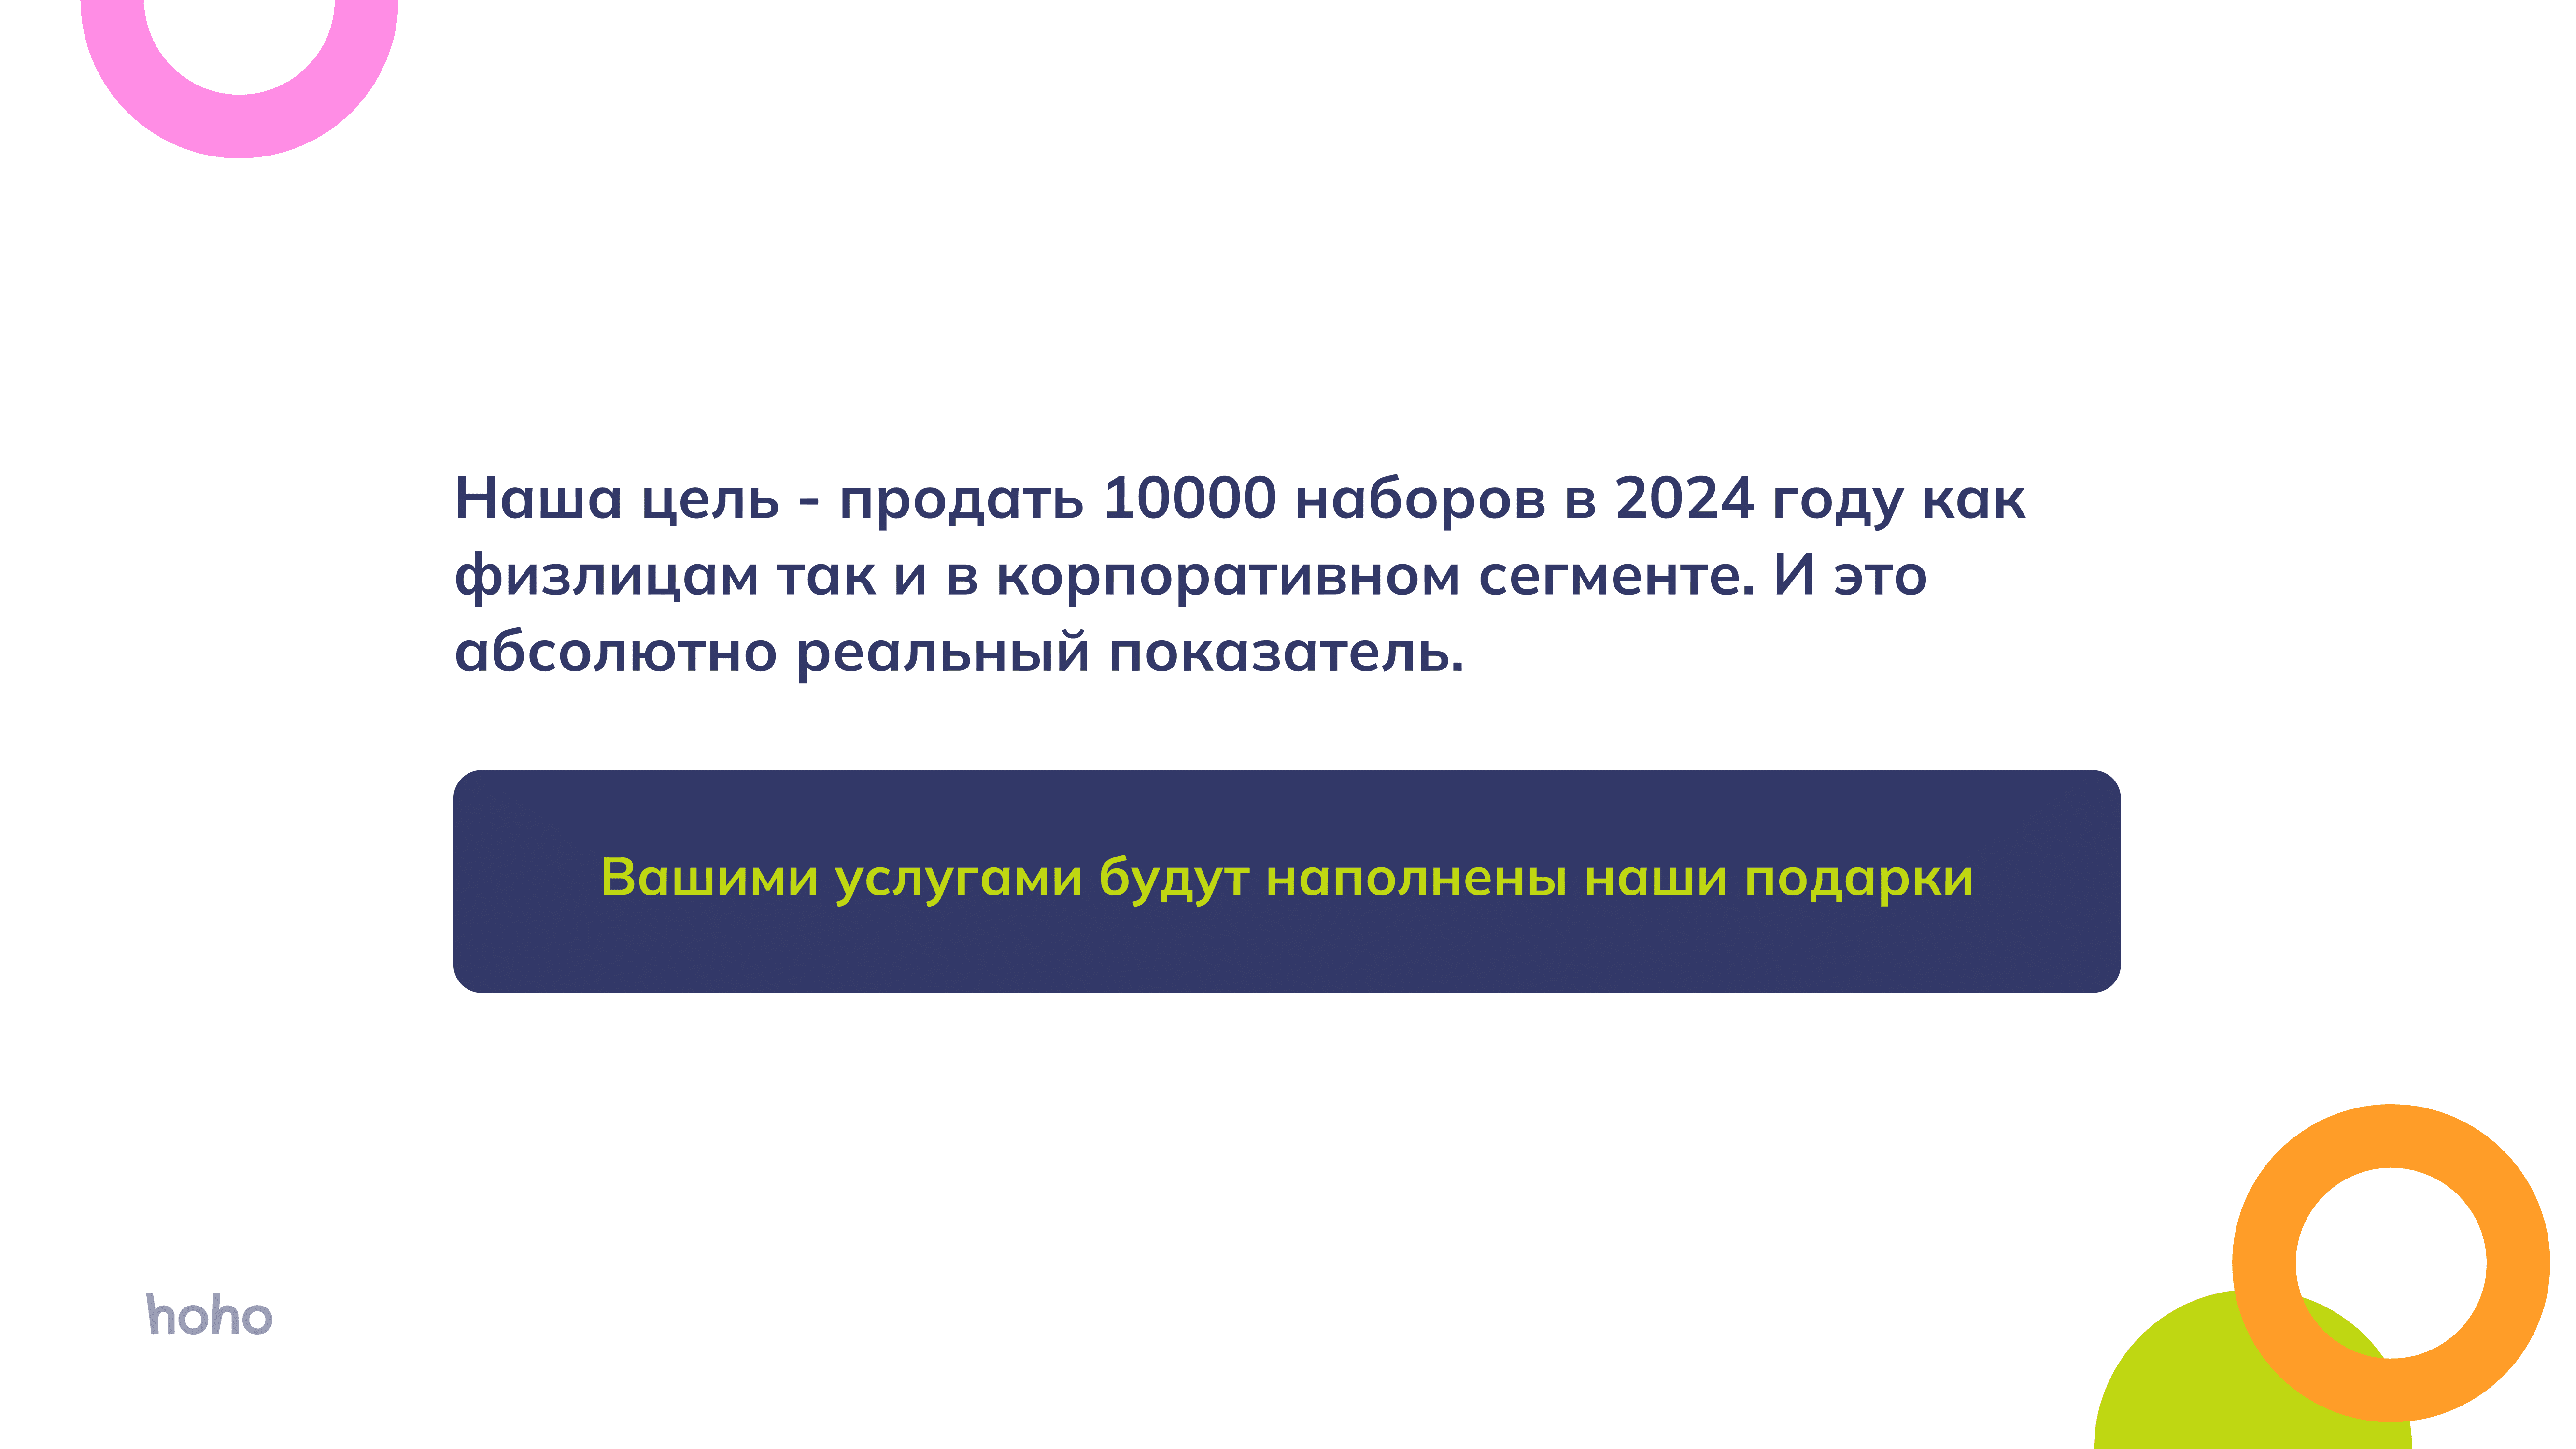 Наша цель - продать 10000 наборов в 2024 году как
физлицам так и в корпоративном сегменте. И это
абсолютно реальный показатель.
Вашими услугами будут наполнены наши подарки
hoho